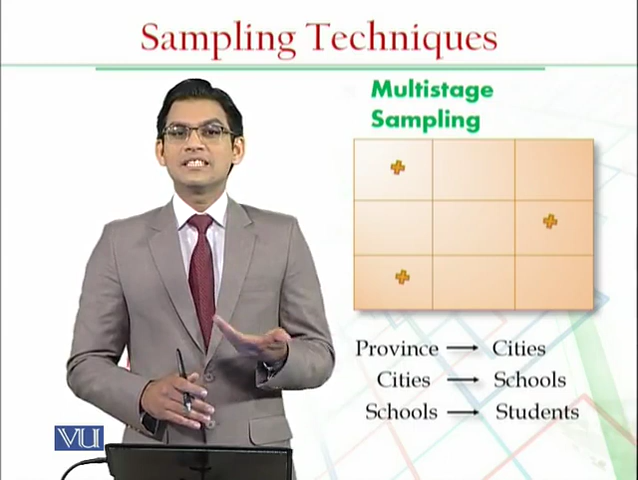 Sampling Techniques
Multistage
Sampling
Province → Cities
Cities → Schools
Schools → Students
VU